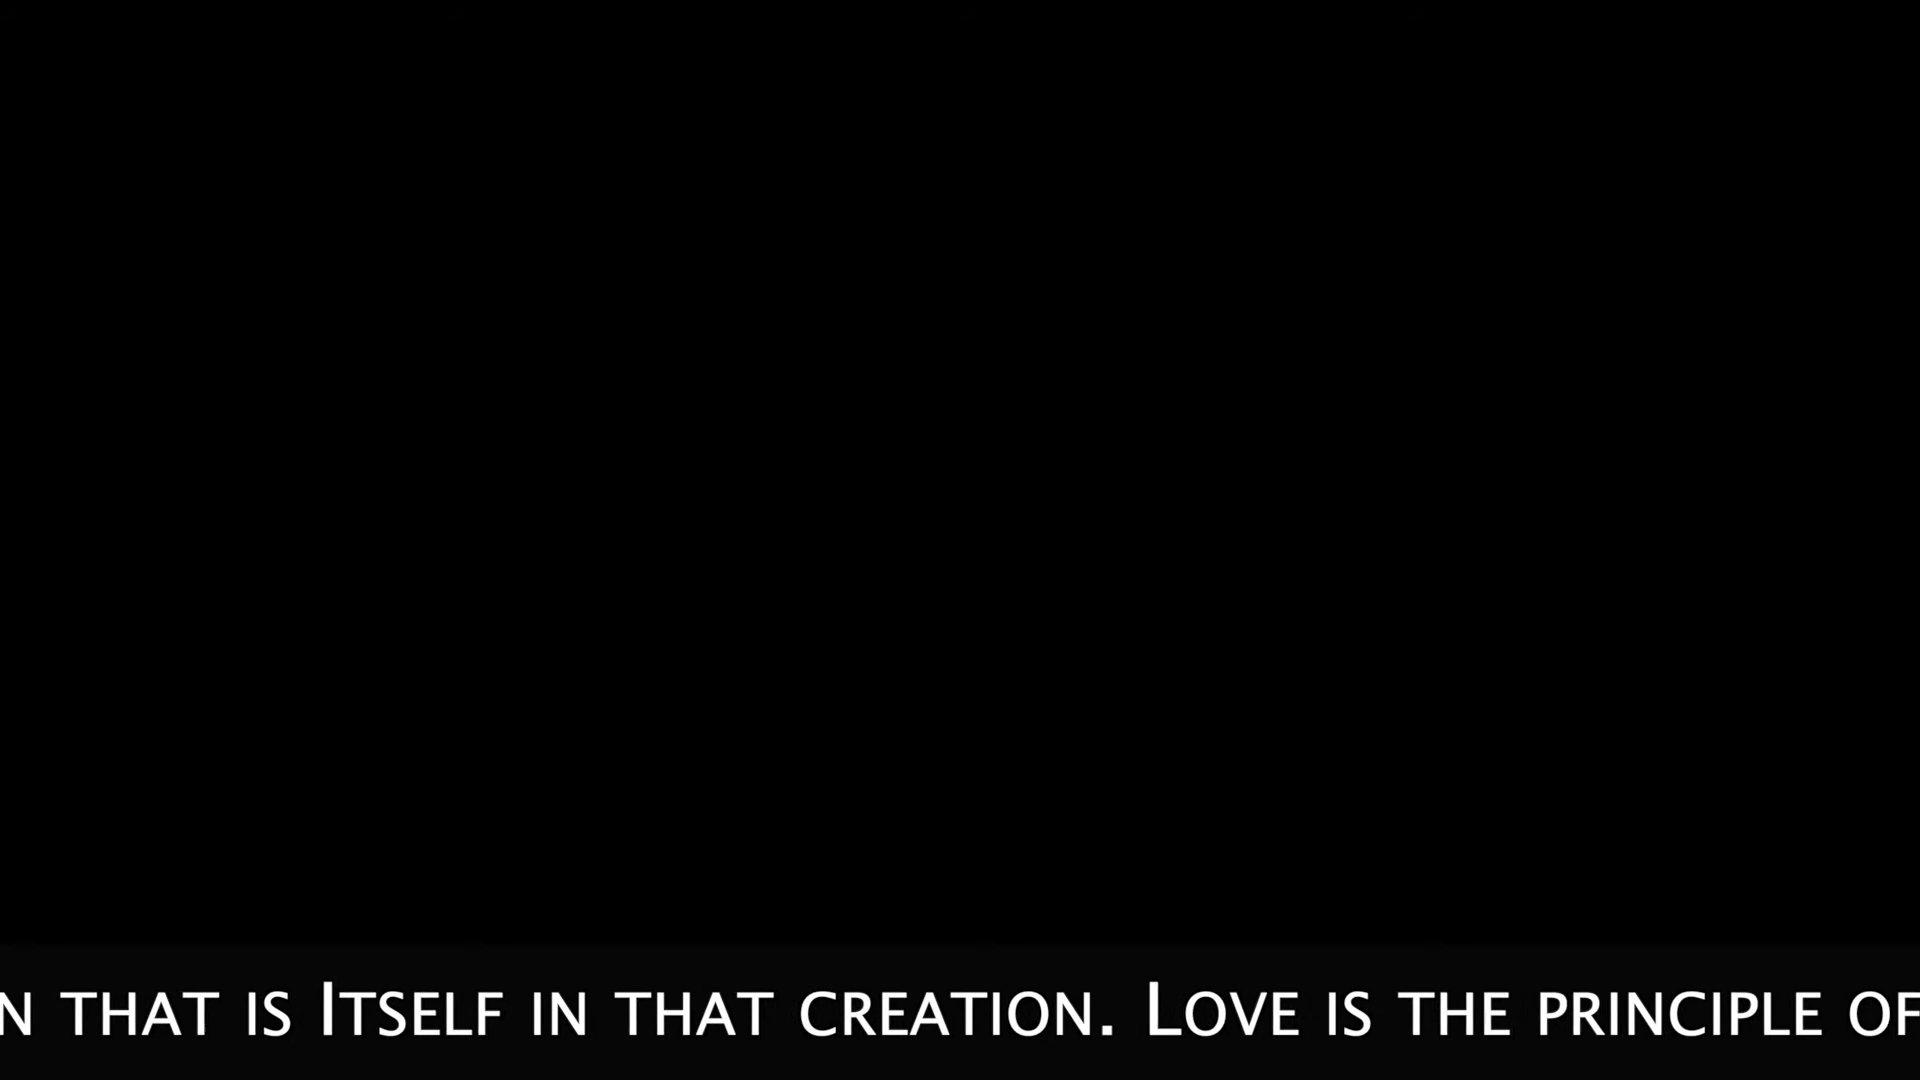 N THAT IS ITSELF IN THAT CREATION. LOVE IS THE PRINCIPLE OF